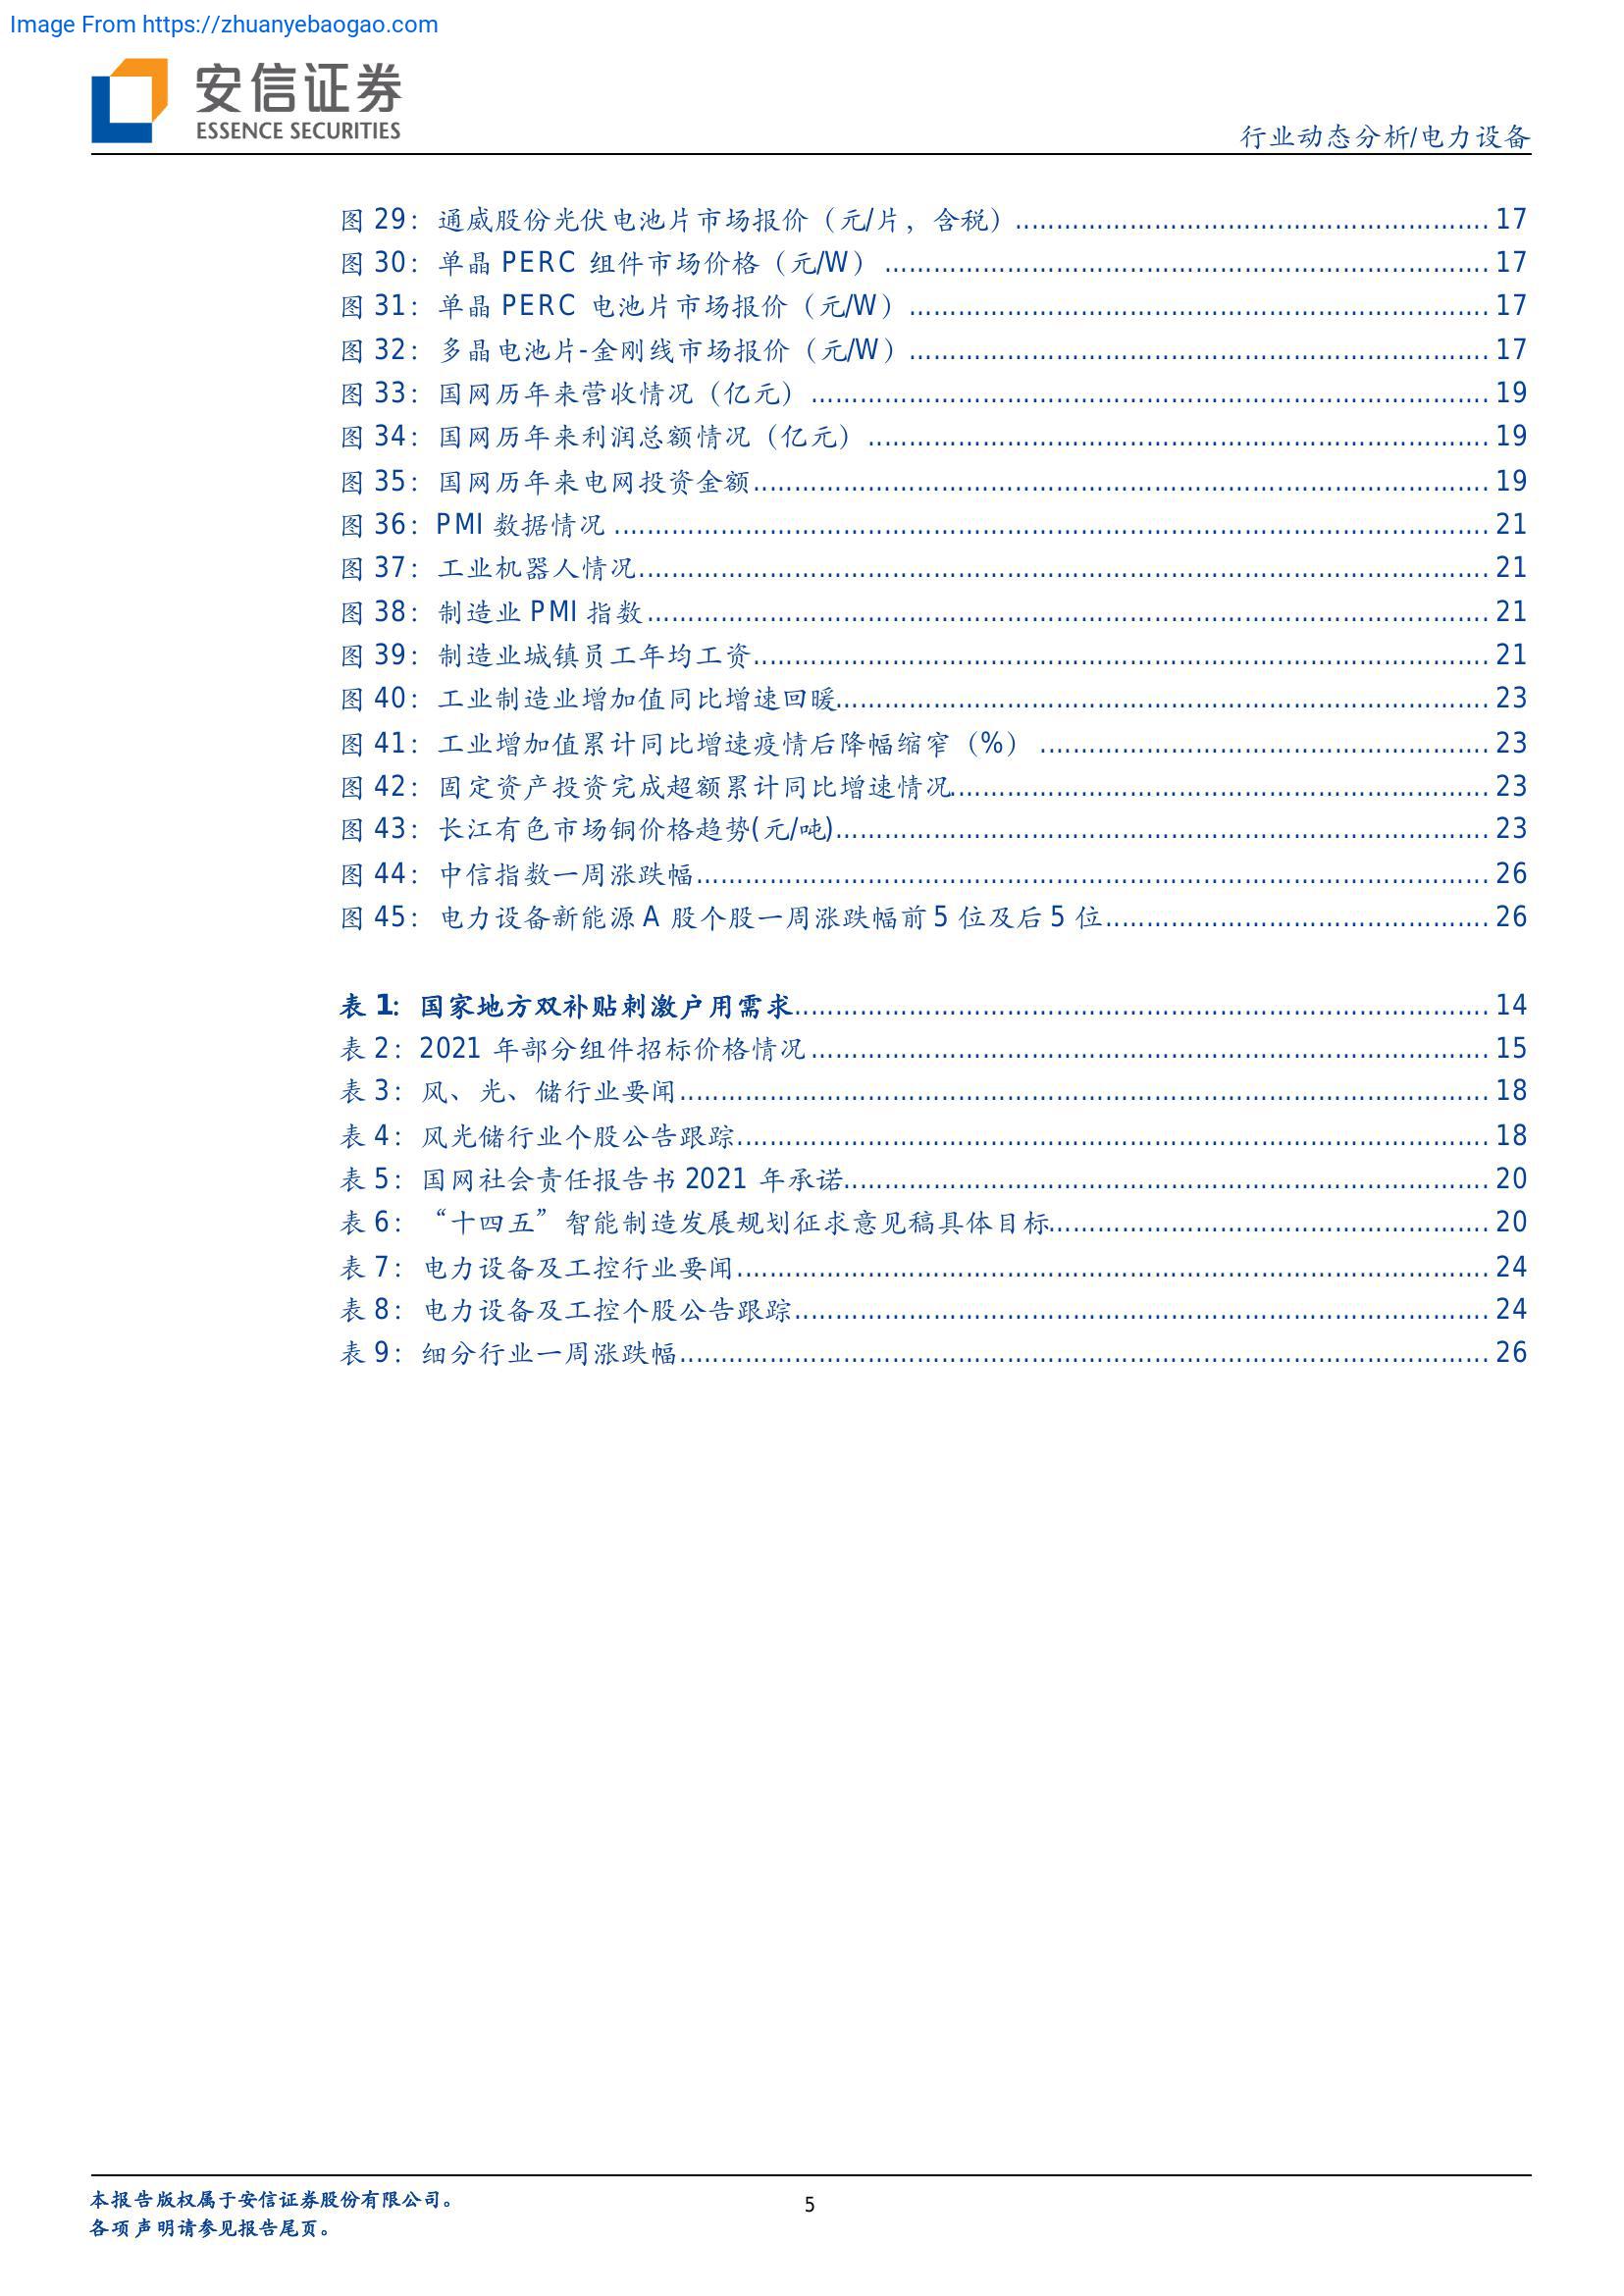 Image From https://zhuanyebaogao.com
安信证券
ESSENCE SECURITIES
行业动态分析/电力设备
图 29：通威股份光伏电池片市场报价（元/片，含税）17
图 30：单晶 PERC 组件市场价格（元/W）17
图 31：单晶 PERC 电池片市场报价（元/W）17
图 32：多晶电池片-金刚线市场报价（元/W）17
图 33：国网历年来营收情况（亿元）19
图 34：国网历年来利润总额情况（亿元）19
图 35：国网历年来电网投资金额 19
图 36：PMI 数据情况 21
图 37：工业机器人情况 21
图 38：制造业 PMI 指数 21
图 39：制造业城镇员工年均工资 21
图 40：工业制造业增加值同比增速回暖 23
图 41：工业增加值累计同比增速疫情后降幅缩窄（%）23
图 42：固定资产投资完成超额累计同比增速情况 23
图 43：长江有色市场铜价格趋势(元/吨) 23
图 44：中信指数一周涨跌幅 26
图 45：电力设备新能源 A 股个股一周涨跌幅前 5 位及后 5 位 26
表 1：国家地方双补贴刺激户用需求 14
表 2：2021 年部分组件招标价格情况 15
表 3：风、光、储行业要闻 18
表 4：风光储行业个股公告跟踪 18
表 5：国网社会责任报告书 2021 年承诺 20
表 6：“十四五”智能制造发展规划征求意见稿具体目标 20
表 7：电力设备及工控行业要闻 24
表 8：电力设备及工控个股公告跟踪 24
表 9：细分行业一周涨跌幅 26
本报告版权属于安信证券股份有限公司。
各项声明请参见报告尾页。
5